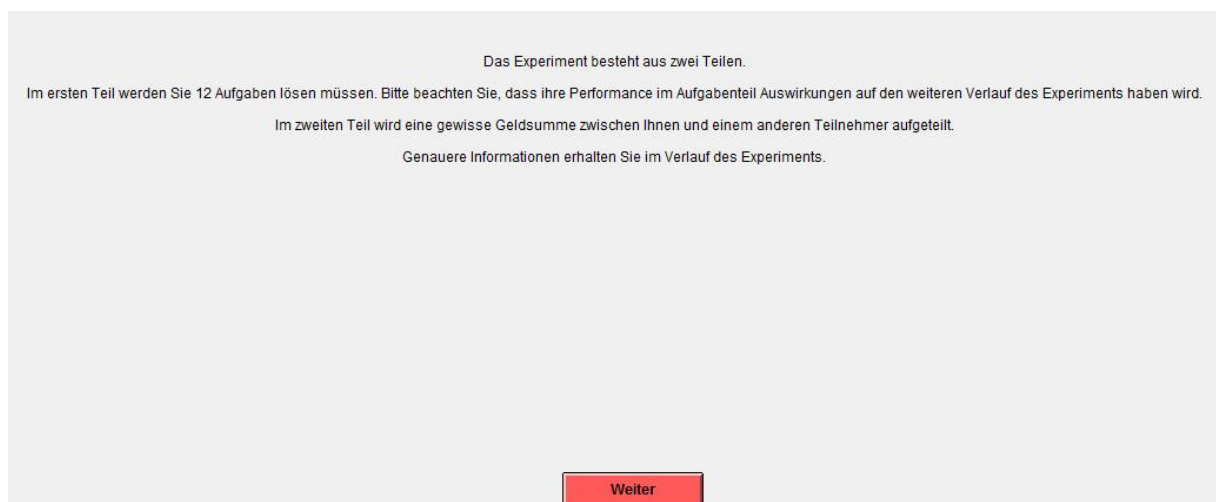 Das Experiment besteht aus zwei Teilen.
Im ersten Teil werden Sie 12 Aufgaben lösen müssen. Bitte beachten Sie, dass ihre Performance im Aufgabenteil Auswirkungen auf den weiteren Verlauf des Experiments haben wird.
Im zweiten Teil wird eine gewisse Geldsumme zwischen Ihnen und einem anderen Teilnehmer aufgeteilt.
Genauere Informationen erhalten Sie im Verlauf des Experiments.
Weiter